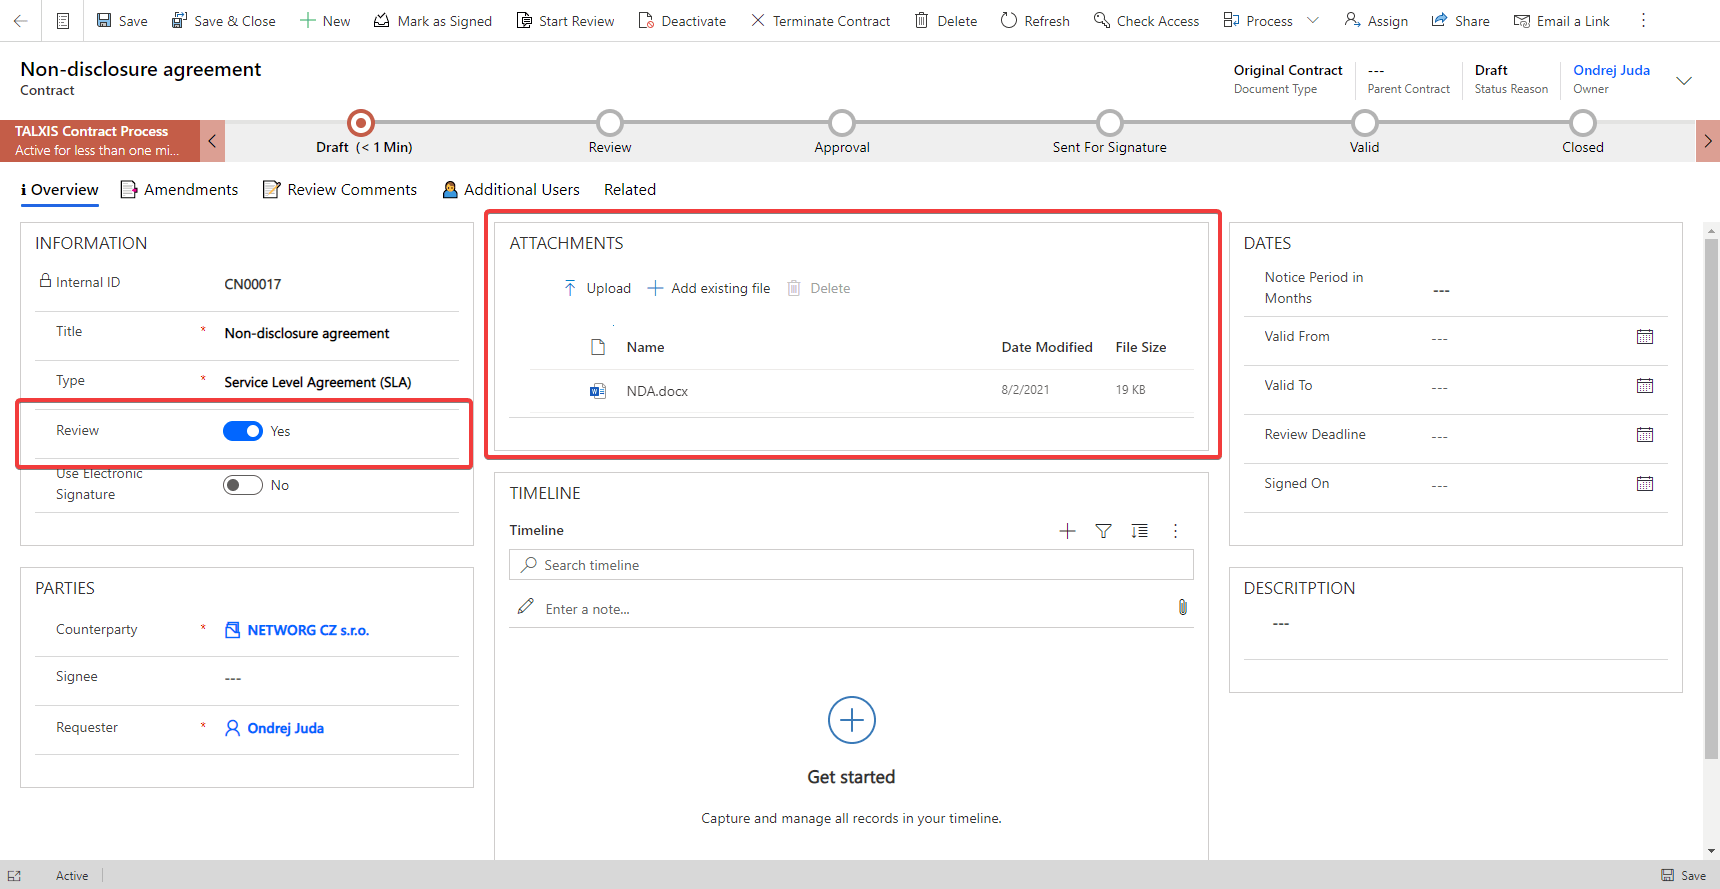 Save
Save & Close
New
Mark as Signed
Start Review
Deactivate
Terminate Contract
Delete
Refresh
Check Access
Process
Assign
Share
Email a Link
Non-disclosure agreement
Contract
Original Contract
Document Type
---
Parent Contract
Draft
Status Reason
Ondrej Juda
Owner
TALXIS Contract Process
Active for less than one mi...
Draft (< 1 Min)
Review
Approval
Sent For Signature
Valid
Closed
Overview
Amendments
Review Comments
Additional Users
Related
INFORMATION
Internal ID
CN00017
Title
*
Non-disclosure agreement
Type
*
Service Level Agreement (SLA)
Review
Yes
Use Electronic
Signature
No
PARTIES
Counterparty
*
NETWORG CZ s.r.o.
Signee
---
Requester
*
Ondrej Juda
ATTACHMENTS
Upload
Add existing file
Delete
Name
Date Modified
File Size
NDA.docx
8/2/2021
19 KB
TIMELINE
Timeline
Search timeline
Enter a note...
Get started
Capture and manage all records in your timeline.
DATES
Notice Period in
Months
---
Valid From
---
Valid To
---
Review Deadline
---
Signed On
---
DESCRITPTION
---
Active
Save